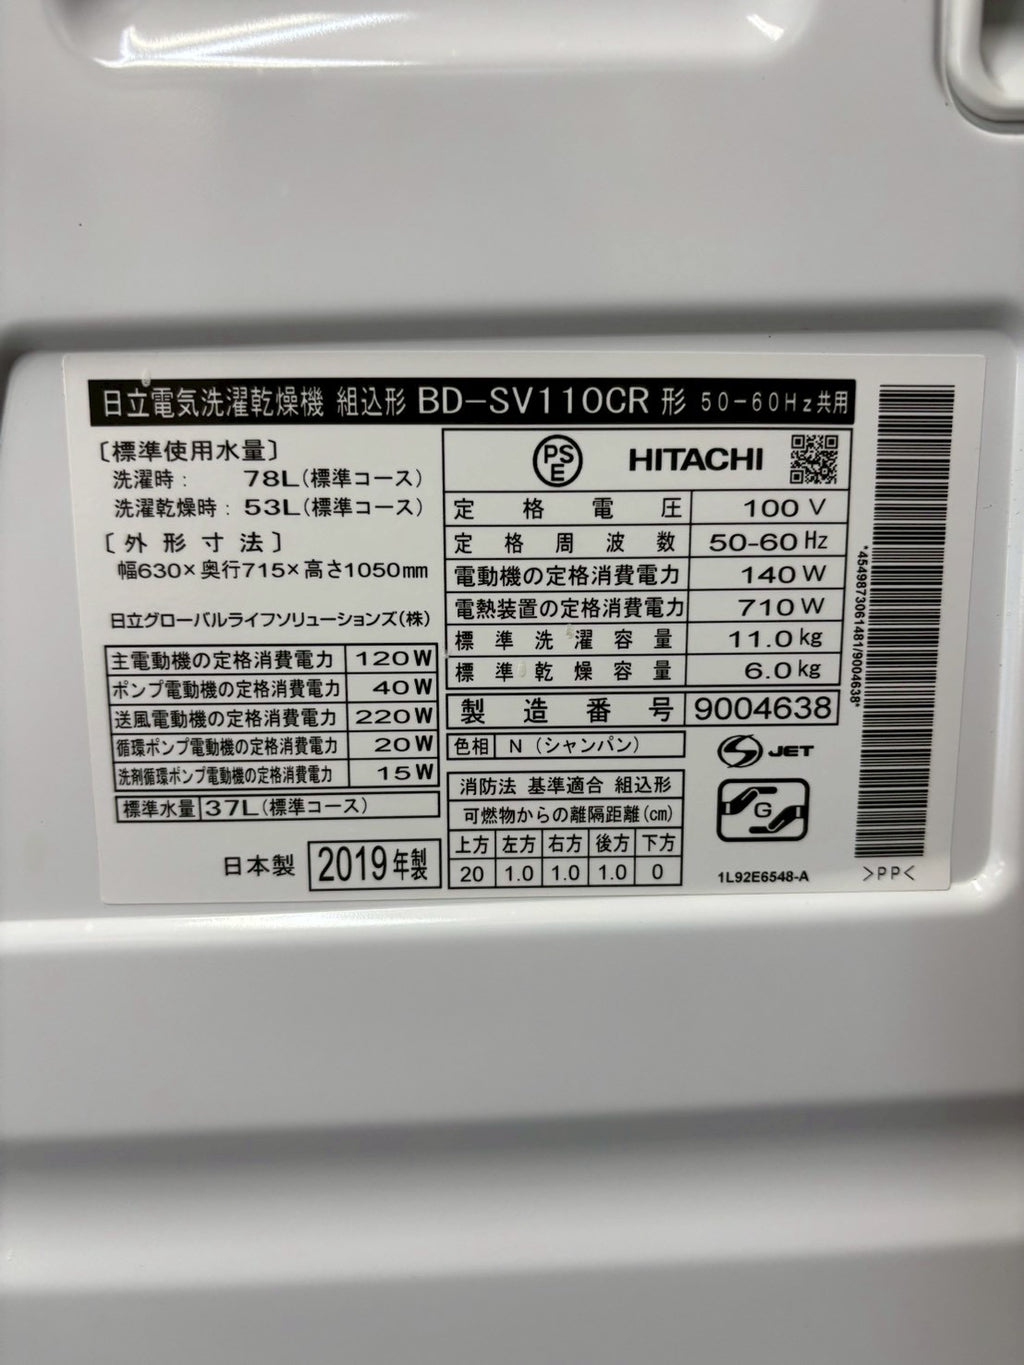 日立電気洗濯乾燥機 組込形 BD-SV110CR 形 50-60Hz共用
〔標準使用水量〕
洗濯時: 78L(標準コース)
洗濯乾燥時: 53L(標準コース)
〔外形寸法〕
幅630×奥行715×高さ1050mm
日立グローバルライフソリューションズ(株)
主電動機の定格消費電力 120W
ポンプ電動機の定格消費電力 40W
送風電動機の定格消費電力 220W
循環ポンプ電動機の定格消費電力 20W
洗剤循環ポンプ電動機の定格消費電力 15W
標準水量 37L(標準コース)
日本製 2019年製
PSE HITACHI
定格電圧 100V
定格周波数 50-60Hz
電動機の定格消費電力 140W
電熱装置の定格消費電力 710W
標準洗濯容量 11.0kg
標準乾燥容量 6.0kg
製造番号 9004638
色相 N (シャンパン)
消防法 基準適合 組込形
可燃物からの離隔距離(cm)
上方 左方 右方 後方 下方
20 1.0 1.0 1.0 0
S JET
G
1L92E6548-A
*4549873061481/9004638*
>PP<